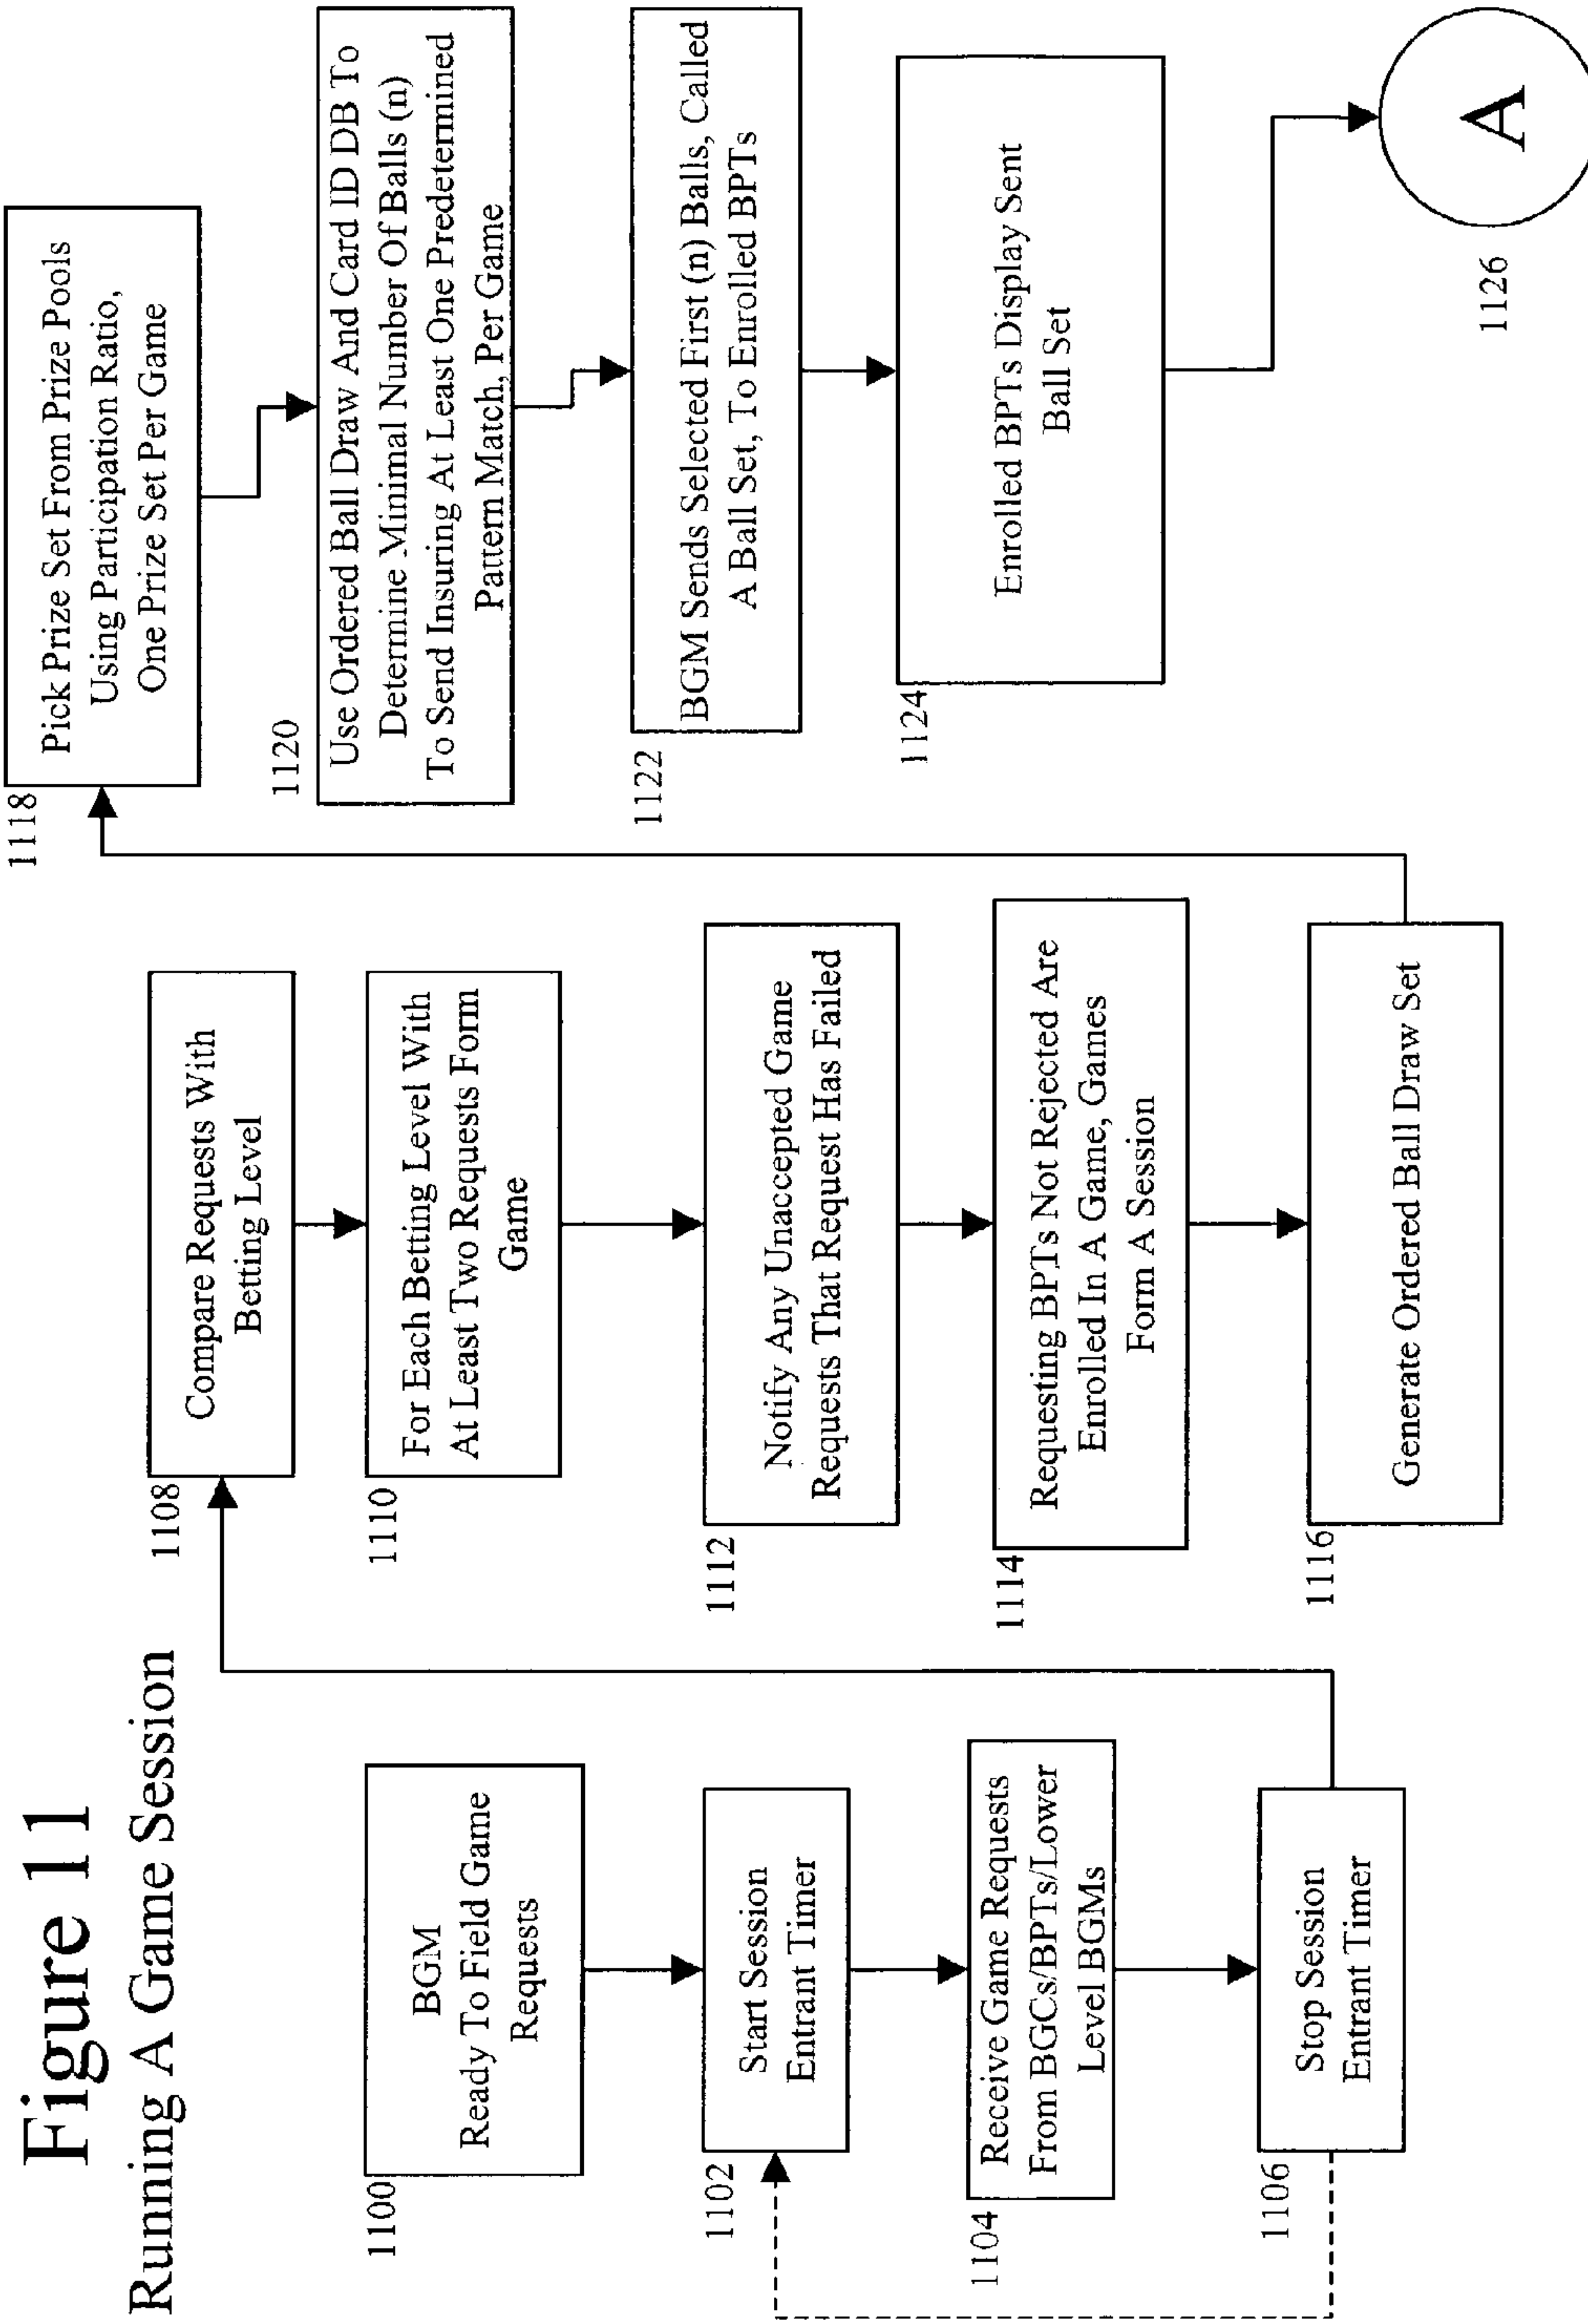 Figure 11
Running A Game Session
1100
BGM
Ready To Field Game
Requests
1102
Start Session
Entrant Timer
1104
Receive Game Requests
From BGCs/BPTs/Lower
Level BGMs
1106
Stop Session
Entrant Timer
1108
Compare Requests With
Betting Level
1110
For Each Betting Level With
At Least Two Requests Form
Game
1112
Notify Any Unaccepted Game
Requests That Request Has Failed
1114
Requesting BPTs Not Rejected Are
Enrolled In A Game, Games
Form A Session
1116
Generate Ordered Ball Draw Set
1118
Pick Prize Set From Prize Pools
Using Participation Ratio,
One Prize Set Per Game
1120
Use Ordered Ball Draw And Card ID DB To
Determine Minimal Number Of Balls (n)
To Send Insuring At Least One Predetermined
Pattern Match, Per Game
1122
BGM Sends Selected First (n) Balls, Called
A Ball Set, To Enrolled BPTs
1124
Enrolled BPTs Display Sent
Ball Set
1126
A